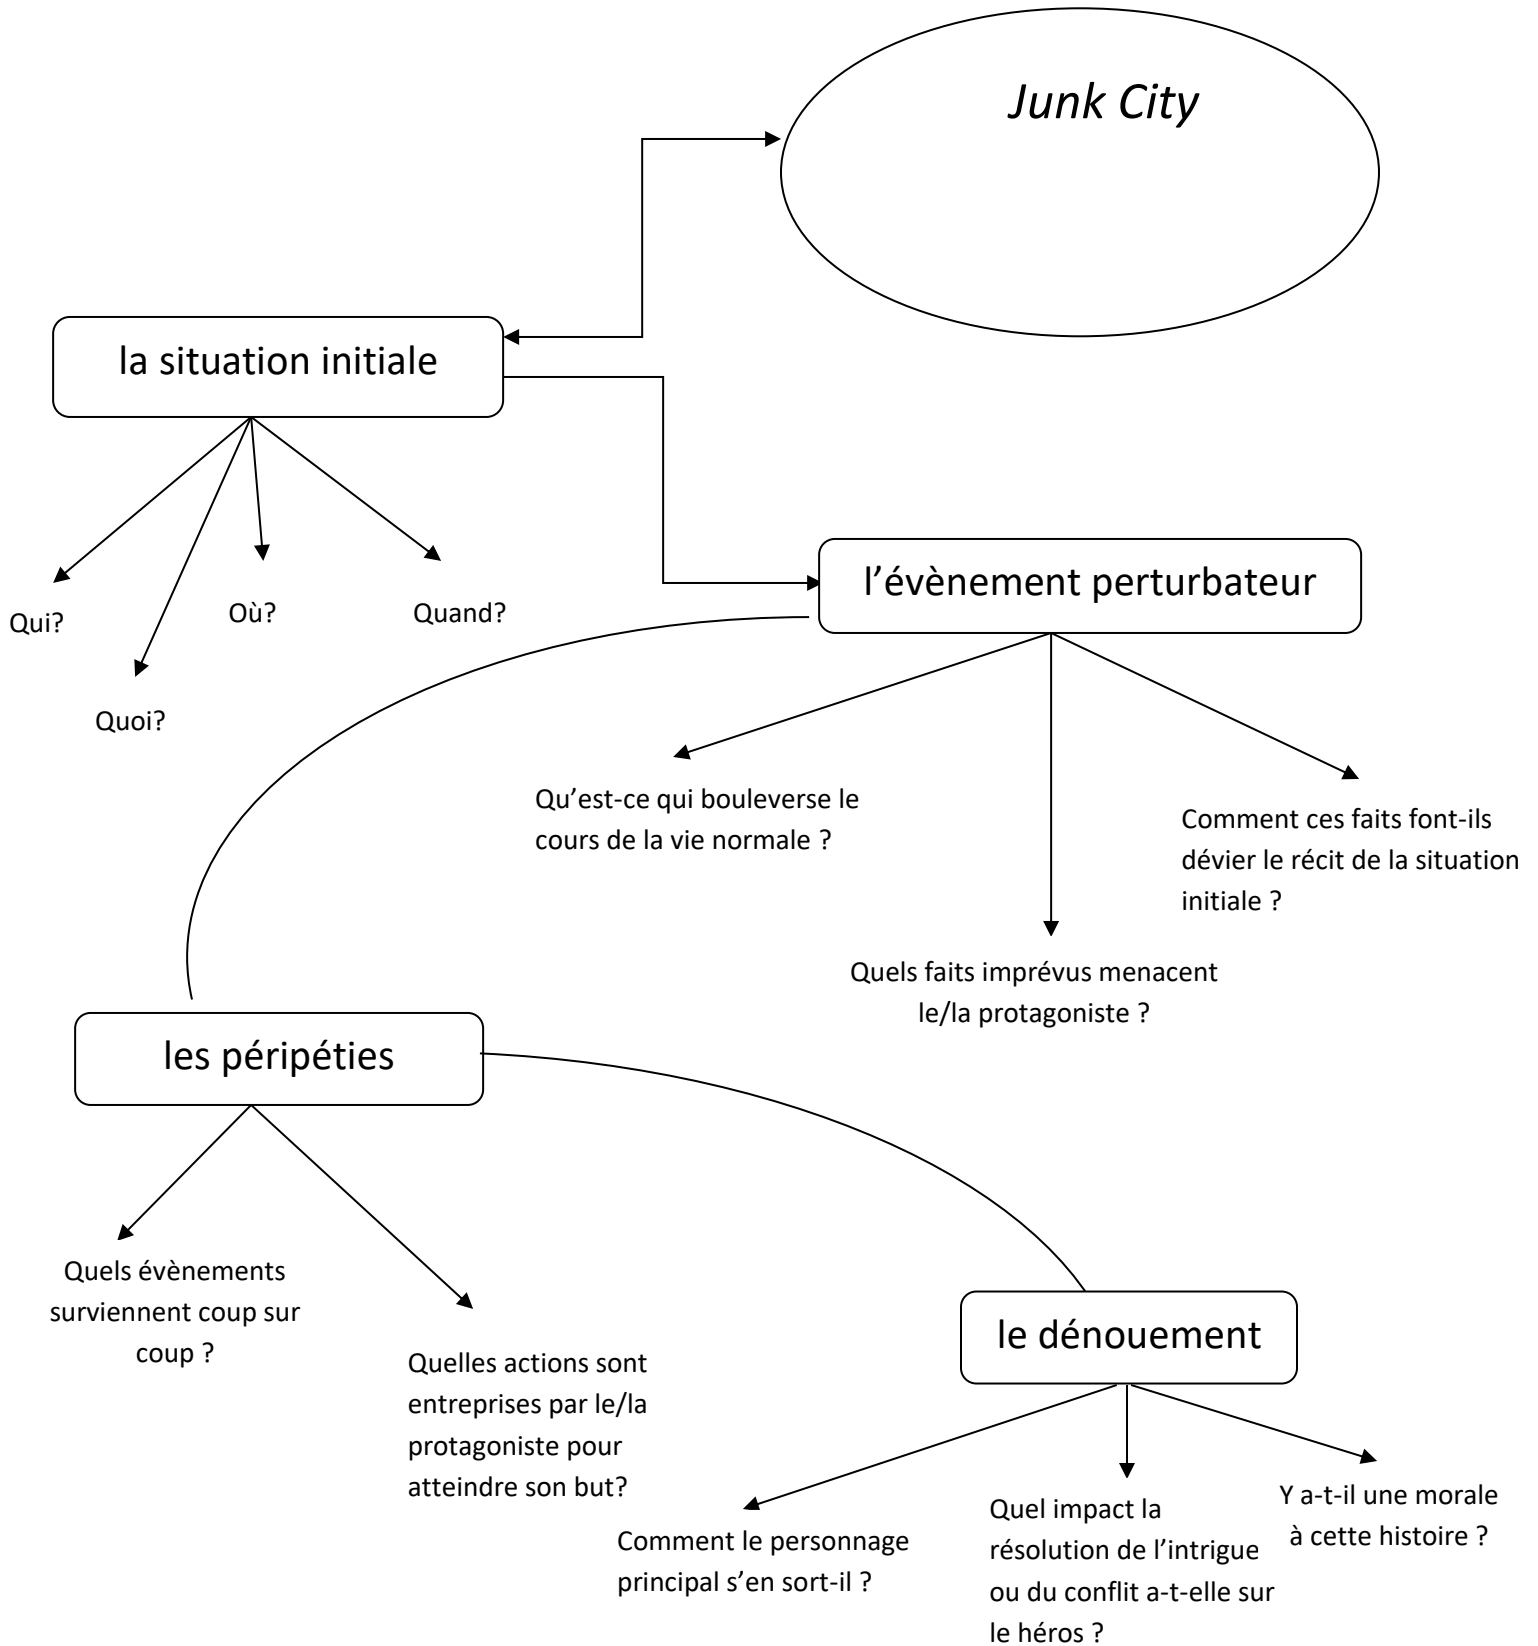 Junk City
la situation initiale
Qui?
Quoi?
Où?
Quand?
l’évènement perturbateur
Qu’est-ce qui bouleverse le
cours de la vie normale ?
Quels faits imprévus menacent
le/la protagoniste ?
Comment ces faits font-ils
dévier le récit de la situation
initiale ?
les péripéties
Quels évènements
surviennent coup sur
coup ?
Quelles actions sont
entreprises par le/la
protagoniste pour
atteindre son but?
le dénouement
Comment le personnage
principal s’en sort-il ?
Quel impact la
résolution de l’intrigue
ou du conflit a-t-elle sur
le héros ?
Y a-t-il une morale
à cette histoire ?